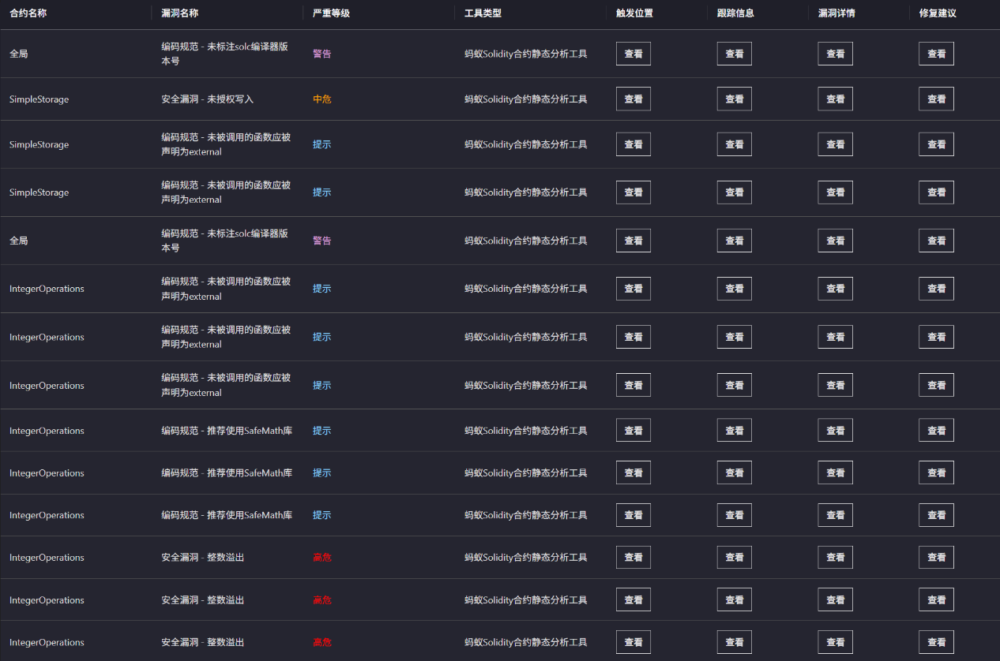 合约名称 漏洞名称 严重等级 工具类型 触发位置 跟踪信息 漏洞详情 修复建议
全局 编码规范 - 未标注solc编译器版 警告 蚂蚁Solidity合约静态分析工具 查看 查看 查看 查看
本号
SimpleStorage 安全漏洞 - 未授权写入 中危 蚂蚁Solidity合约静态分析工具 查看 查看 查看 查看
SimpleStorage 编码规范 - 未被调用的函数应被 提示 蚂蚁Solidity合约静态分析工具 查看 查看 查看 查看
声明为external
SimpleStorage 编码规范 - 未被调用的函数应被 提示 蚂蚁Solidity合约静态分析工具 查看 查看 查看 查看
声明为external
全局 编码规范 - 未标注solc编译器版 警告 蚂蚁Solidity合约静态分析工具 查看 查看 查看 查看
本号
IntegerOperations 编码规范 - 未被调用的函数应被 提示 蚂蚁Solidity合约静态分析工具 查看 查看 查看 查看
声明为external
IntegerOperations 编码规范 - 未被调用的函数应被 提示 蚂蚁Solidity合约静态分析工具 查看 查看 查看 查看
声明为external
IntegerOperations 编码规范 - 未被调用的函数应被 提示 蚂蚁Solidity合约静态分析工具 查看 查看 查看 查看
声明为external
IntegerOperations 编码规范 - 推荐使用SafeMath库 提示 蚂蚁Solidity合约静态分析工具 查看 查看 查看 查看
IntegerOperations 编码规范 - 推荐使用SafeMath库 提示 蚂蚁Solidity合约静态分析工具 查看 查看 查看 查看
IntegerOperations 编码规范 - 推荐使用SafeMath库 提示 蚂蚁Solidity合约静态分析工具 查看 查看 查看 查看
IntegerOperations 安全漏洞 - 整数溢出 高危 蚂蚁Solidity合约静态分析工具 查看 查看 查看 查看
IntegerOperations 安全漏洞 - 整数溢出 高危 蚂蚁Solidity合约静态分析工具 查看 查看 查看 查看
IntegerOperations 安全漏洞 - 整数溢出 高危 蚂蚁Solidity合约静态分析工具 查看 查看 查看 查看